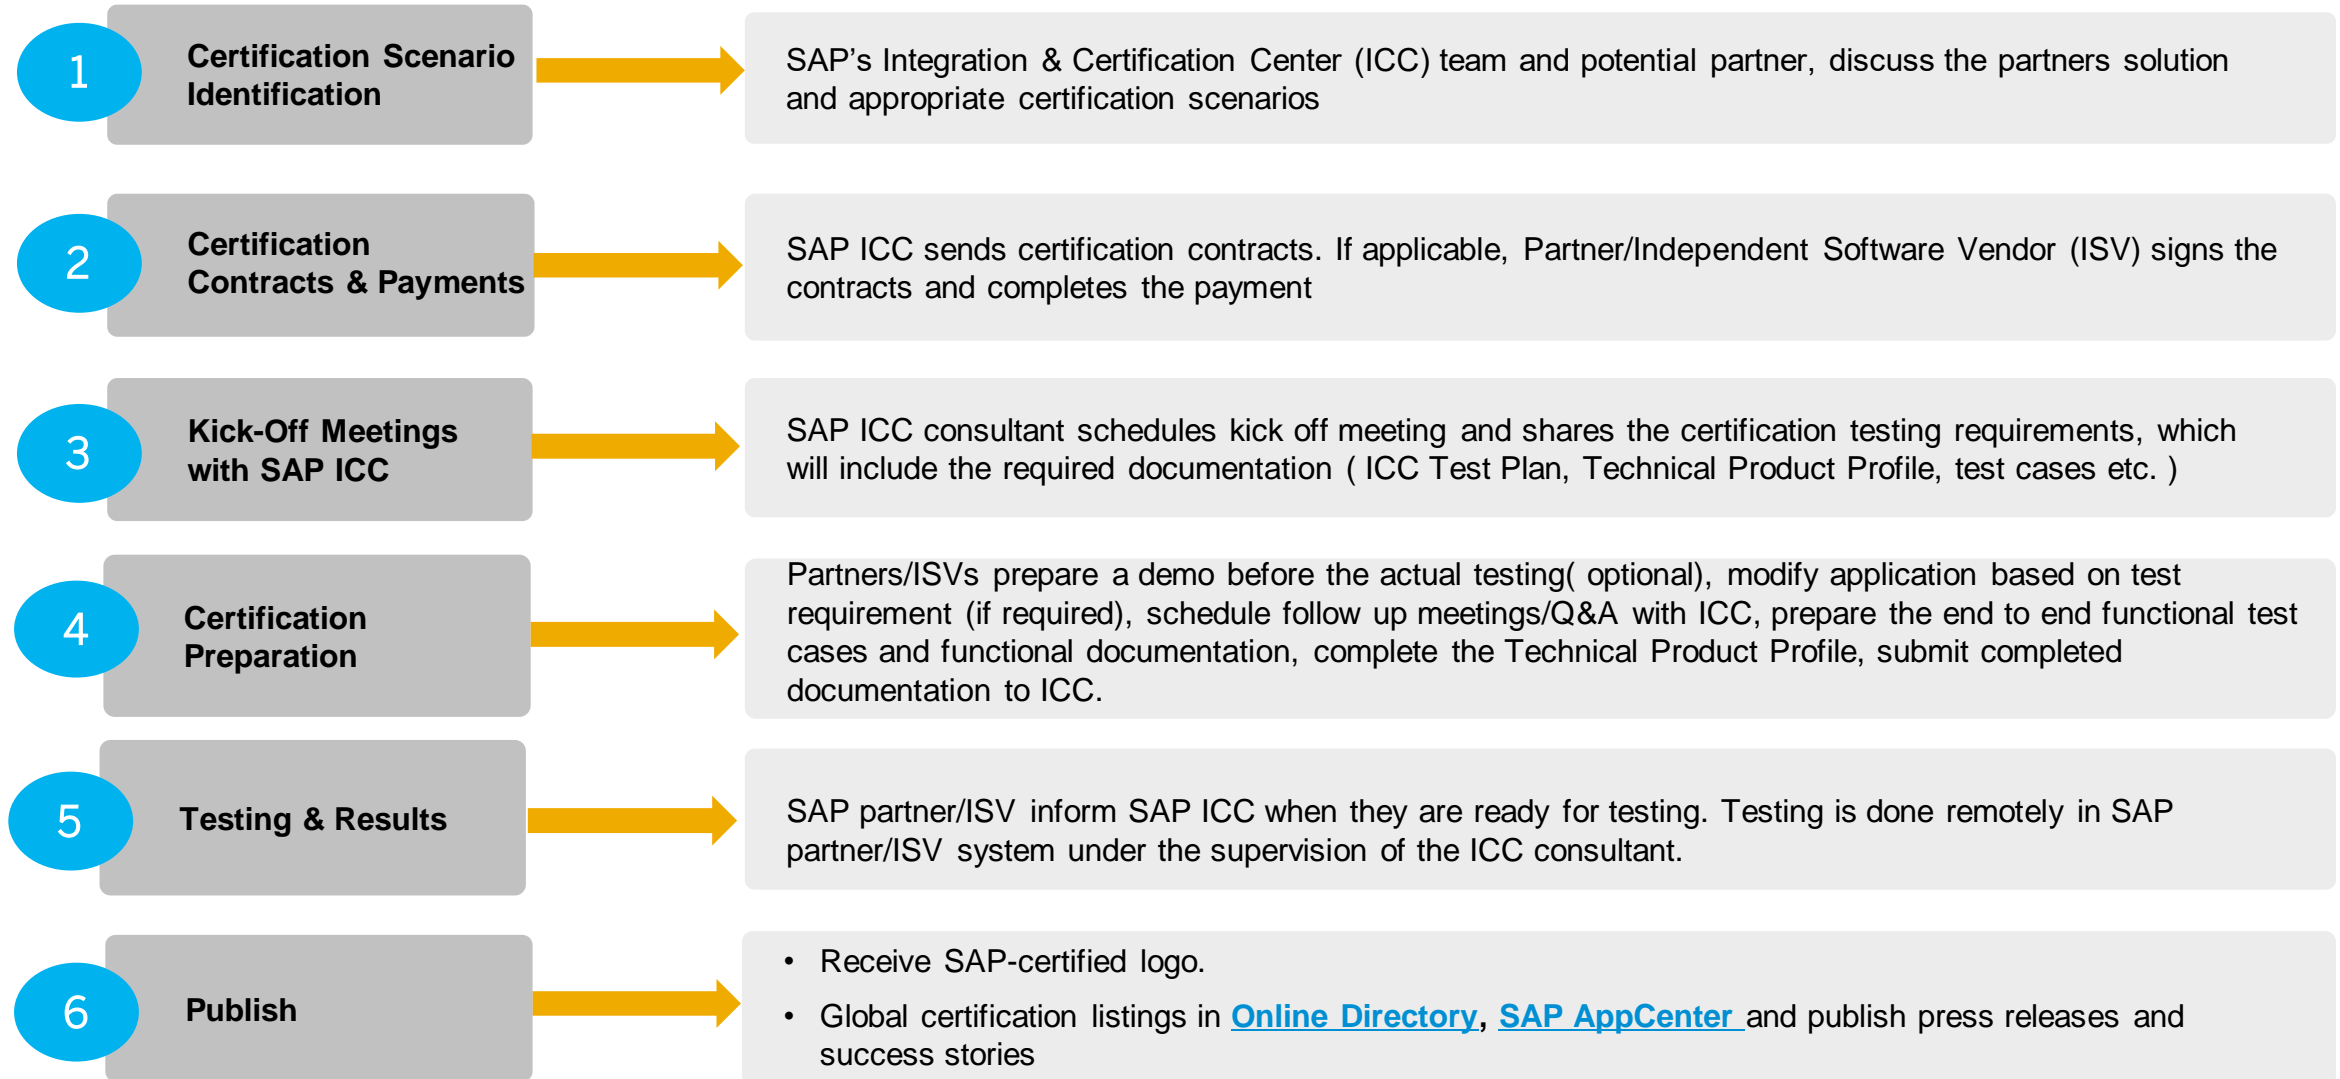 1
Certification Scenario
Identification
SAP’s Integration & Certification Center (ICC) team and potential partner, discuss the partners solution
and appropriate certification scenarios
2
Certification
Contracts & Payments
SAP ICC sends certification contracts. If applicable, Partner/Independent Software Vendor (ISV) signs the
contracts and completes the payment
3
Kick-Off Meetings
with SAP ICC
SAP ICC consultant schedules kick off meeting and shares the certification testing requirements, which
will include the required documentation ( ICC Test Plan, Technical Product Profile, test cases etc. )
4
Certification
Preparation
Partners/ISVs prepare a demo before the actual testing( optional), modify application based on test
requirement (if required), schedule follow up meetings/Q&A with ICC, prepare the end to end functional test
cases and functional documentation, complete the Technical Product Profile, submit completed
documentation to ICC.
5
Testing & Results
SAP partner/ISV inform SAP ICC when they are ready for testing. Testing is done remotely in SAP
partner/ISV system under the supervision of the ICC consultant.
6
Publish
• Receive SAP-certified logo.
• Global certification listings in Online Directory, SAP AppCenter and publish press releases and
success stories